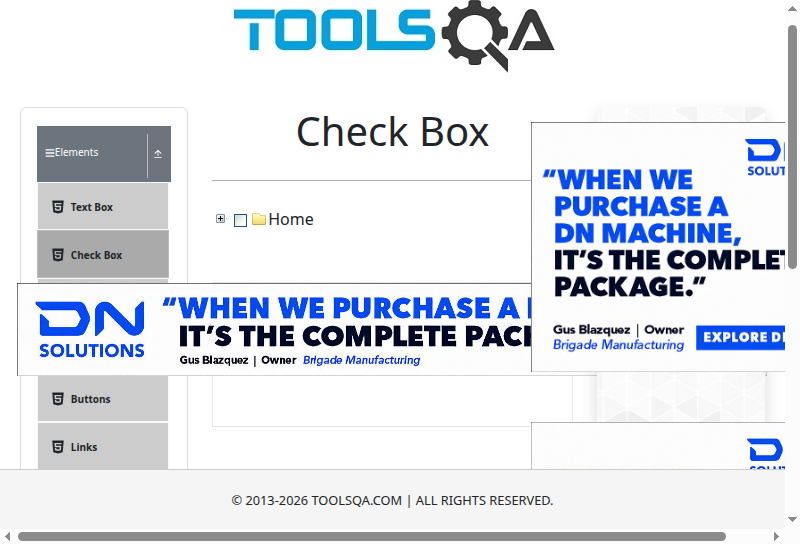 TOOLSQA
Check Box
Elements
Text Box
Check Box
Home
DN
SOLUTIONS
“WHEN WE PURCHASE A
IT’S THE COMPLETE
Gus Blazquez | Owner Brigade Manufacturing
“WHEN WE
PURCHASE A
DN MACHINE,
IT’S THE
PACKAGE.”
Gus Blazquez | Owner
Brigade Manufacturing
EXPLORE
Buttons
Links
© 2013-2026 TOOLSQA.COM | ALL RIGHTS RESERVED.